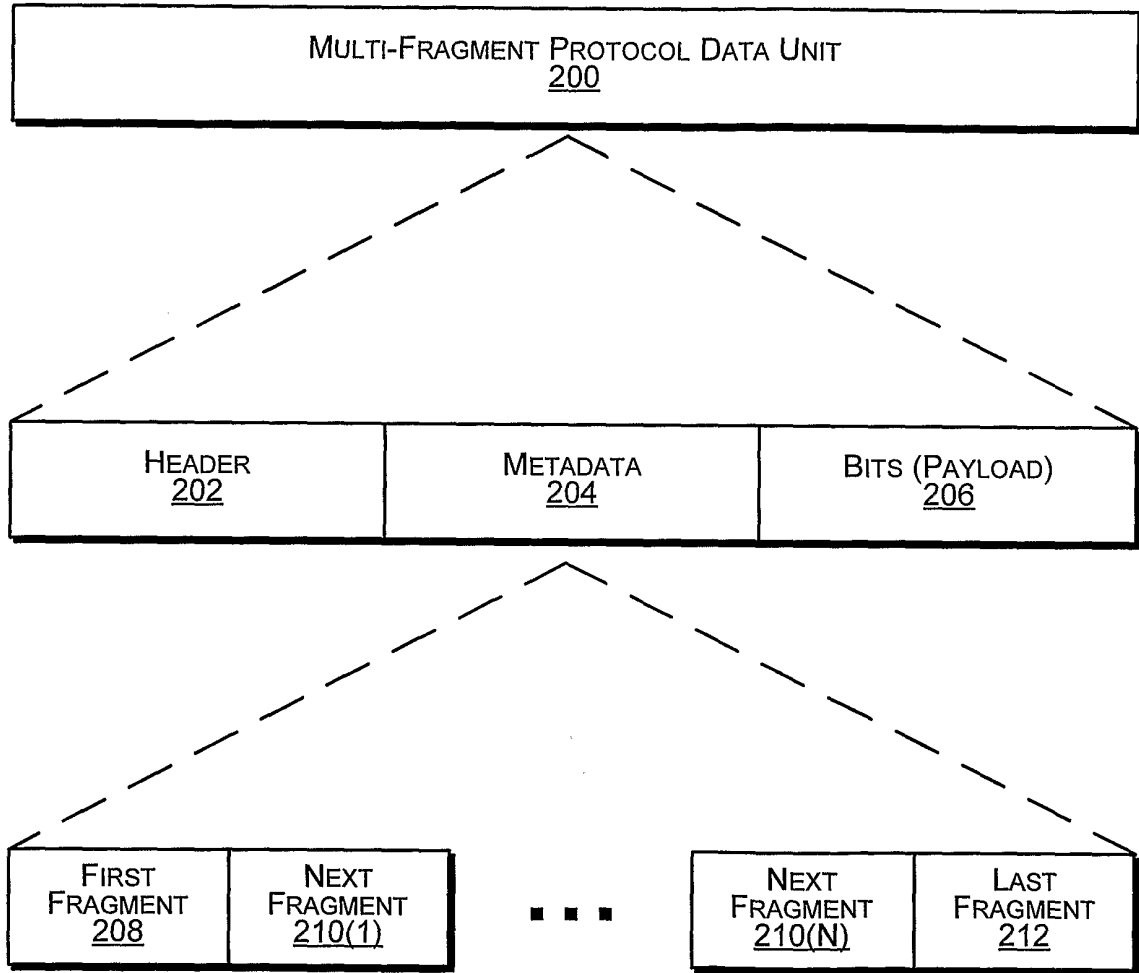 MULTI-FRAGMENT PROTOCOL DATA UNIT
200
HEADER
202
METADATA
204
BITS (PAYLOAD)
206
FIRST
FRAGMENT
208
NEXT
FRAGMENT
210(1)
NEXT
FRAGMENT
210(N)
LAST
FRAGMENT
212